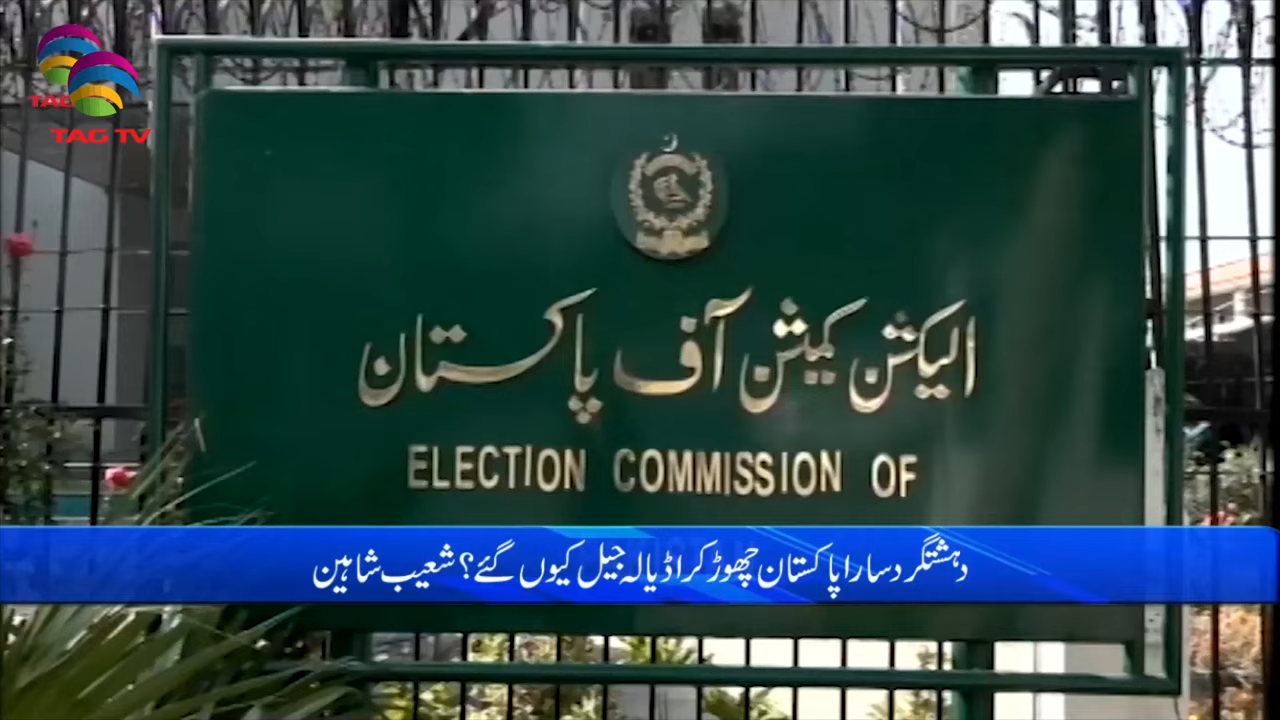 TAG
TAG TV
الیکشن کمیشن آف پاکستان
ELECTION COMMISSION OF
دہشتگرد سارا پاکستان چھوڑ کر اڈیالہ جیل کیوں گئے؟ شعیب شاہین